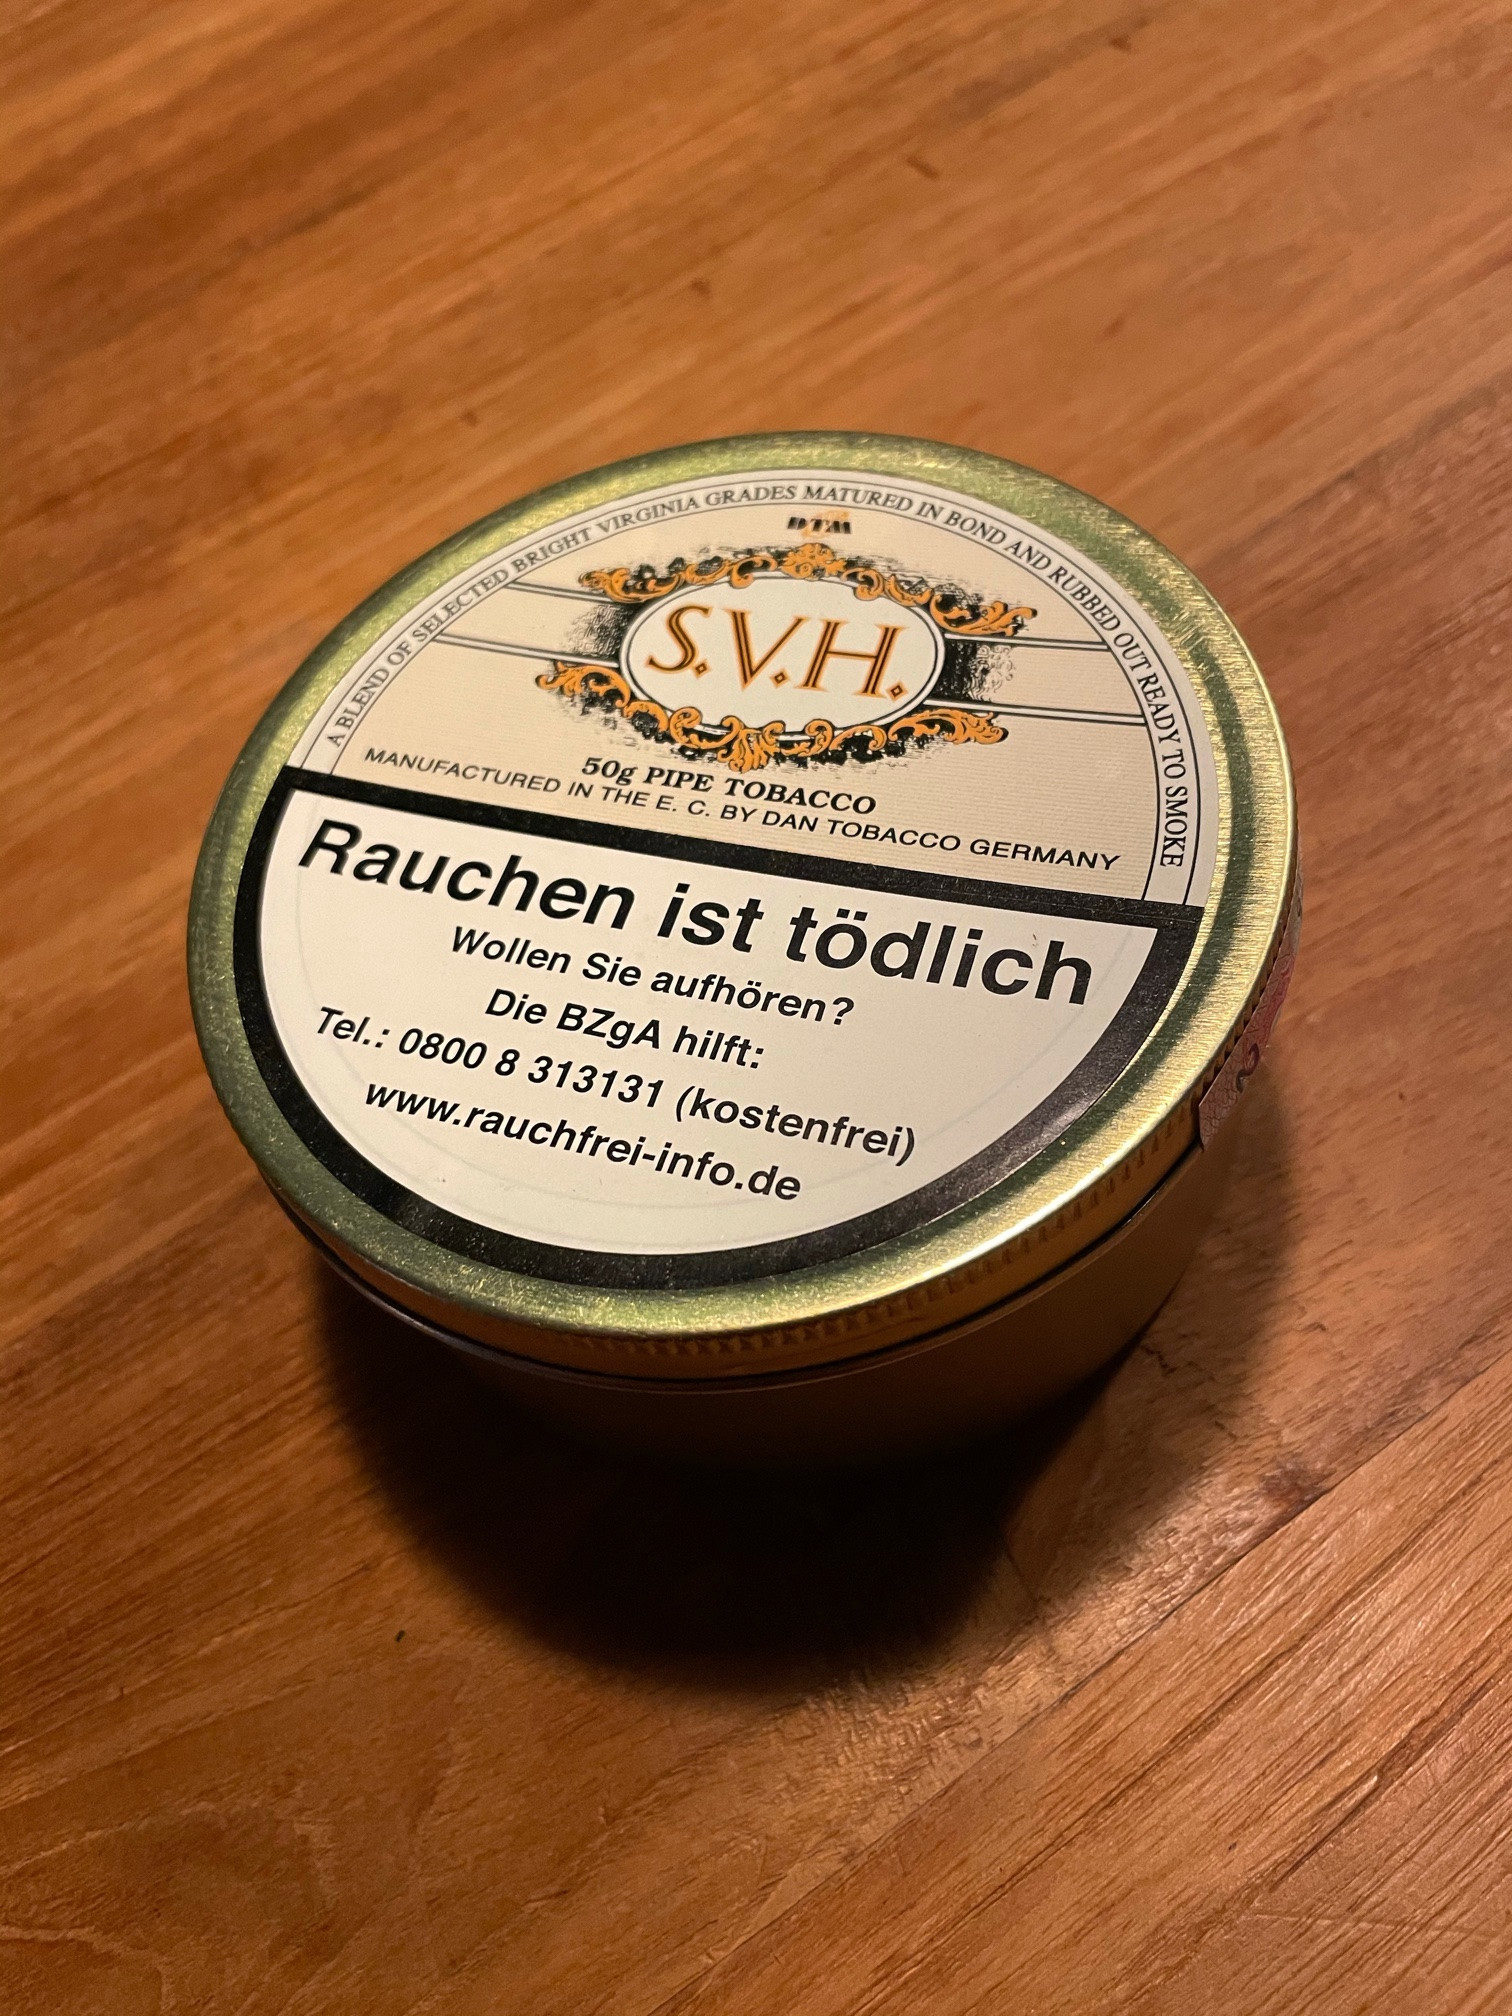 A BLEND OF SELECTED BRIGHT VIRGINIA GRADES MATURED IN BOND AND RUBBED OUT READY TO SMOKE
DTM
S.V.H.
50g PIPE TOBACCO
MANUFACTURED IN THE E. C. BY DAN TOBACCO GERMANY
Rauchen ist tödlich
Wollen Sie aufhören?
Die BZgA hilft:
Tel.: 0800 8 313131 (kostenfrei)
www.rauchfrei-info.de